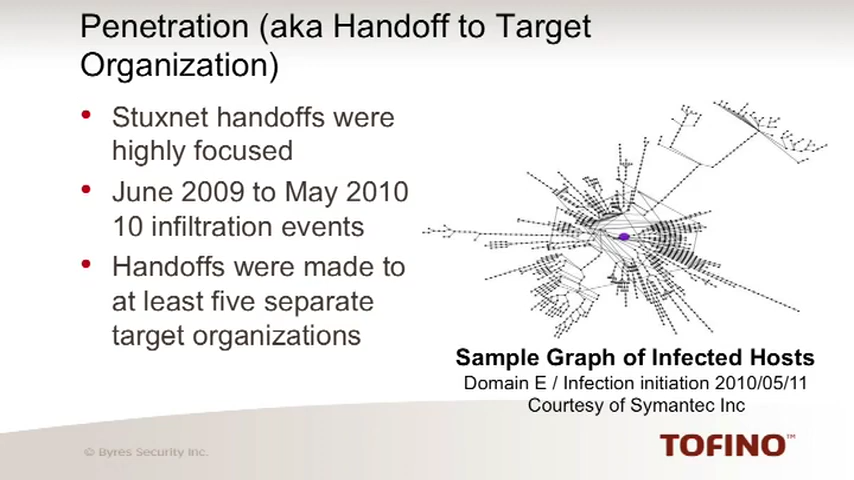 Penetration (aka Handoff to Target
Organization)
• Stuxnet handoffs were
highly focused
• June 2009 to May 2010
10 infiltration events
• Handoffs were made to
at least five separate
target organizations
Sample Graph of Infected Hosts
Domain E / Infection initiation 2010/05/11
Courtesy of Symantec Inc
© Byres Security Inc.
TOFINO™